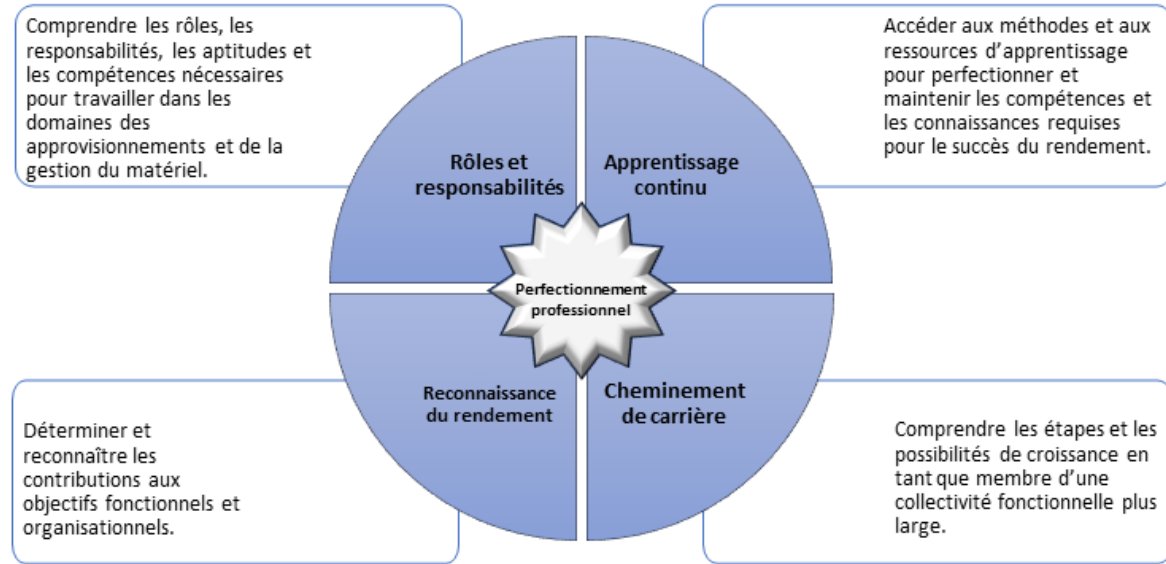 Comprendre les rôles, les
responsabilités, les aptitudes et
les compétences nécessaires
pour travailler dans les
domaines des
approvisionnements et de la
gestion du matériel.
Accéder aux méthodes et aux
ressources d'apprentissage
pour perfectionner et
maintenir les compétences et
les connaissances requises
pour le succès du rendement.
Rôles et
responsabilités
Apprentissage
continu
Perfectionnement
professionnel
Reconnaissance
du rendement
Cheminement
de carrière
Déterminer et
reconnaître les
contributions aux
objectifs fonctionnels et
organisationnels.
Comprendre les étapes et les
possibilités de croissance en
tant que membre d'une
collectivité fonctionnelle plus
large.